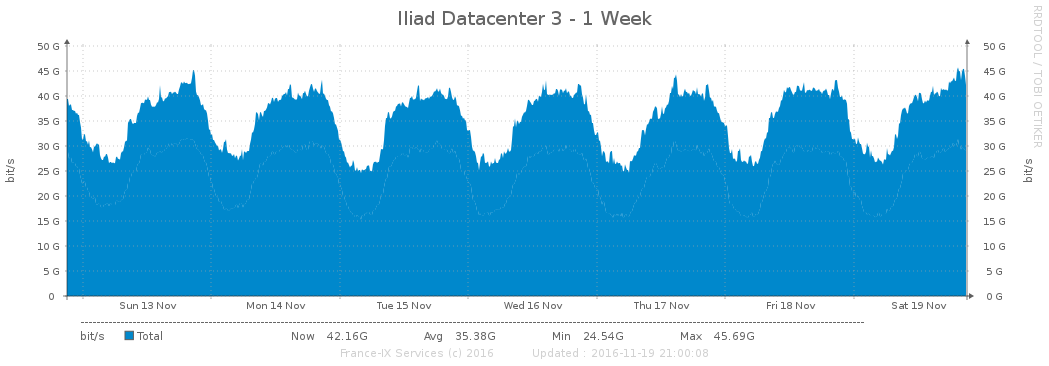 Iliad Datacenter 3 - 1 Week
RRDTOOL / TOBI OETIKER
50 G 50 G
45 G 45 G
40 G 40 G
35 G 35 G
30 G 30 G
25 G 25 G
20 G 20 G
15 G 15 G
10 G 10 G
5 G 5 G
0 0 G
bit/s bit/s
Sun 13 Nov Mon 14 Nov Tue 15 Nov Wed 16 Nov Thu 17 Nov Fri 18 Nov Sat 19 Nov
bit/s Total Now 42.16G Avg 35.38G Min 24.54G Max 45.69G
France-IX Services (c) 2016 Updated : 2016-11-19 21:00:08